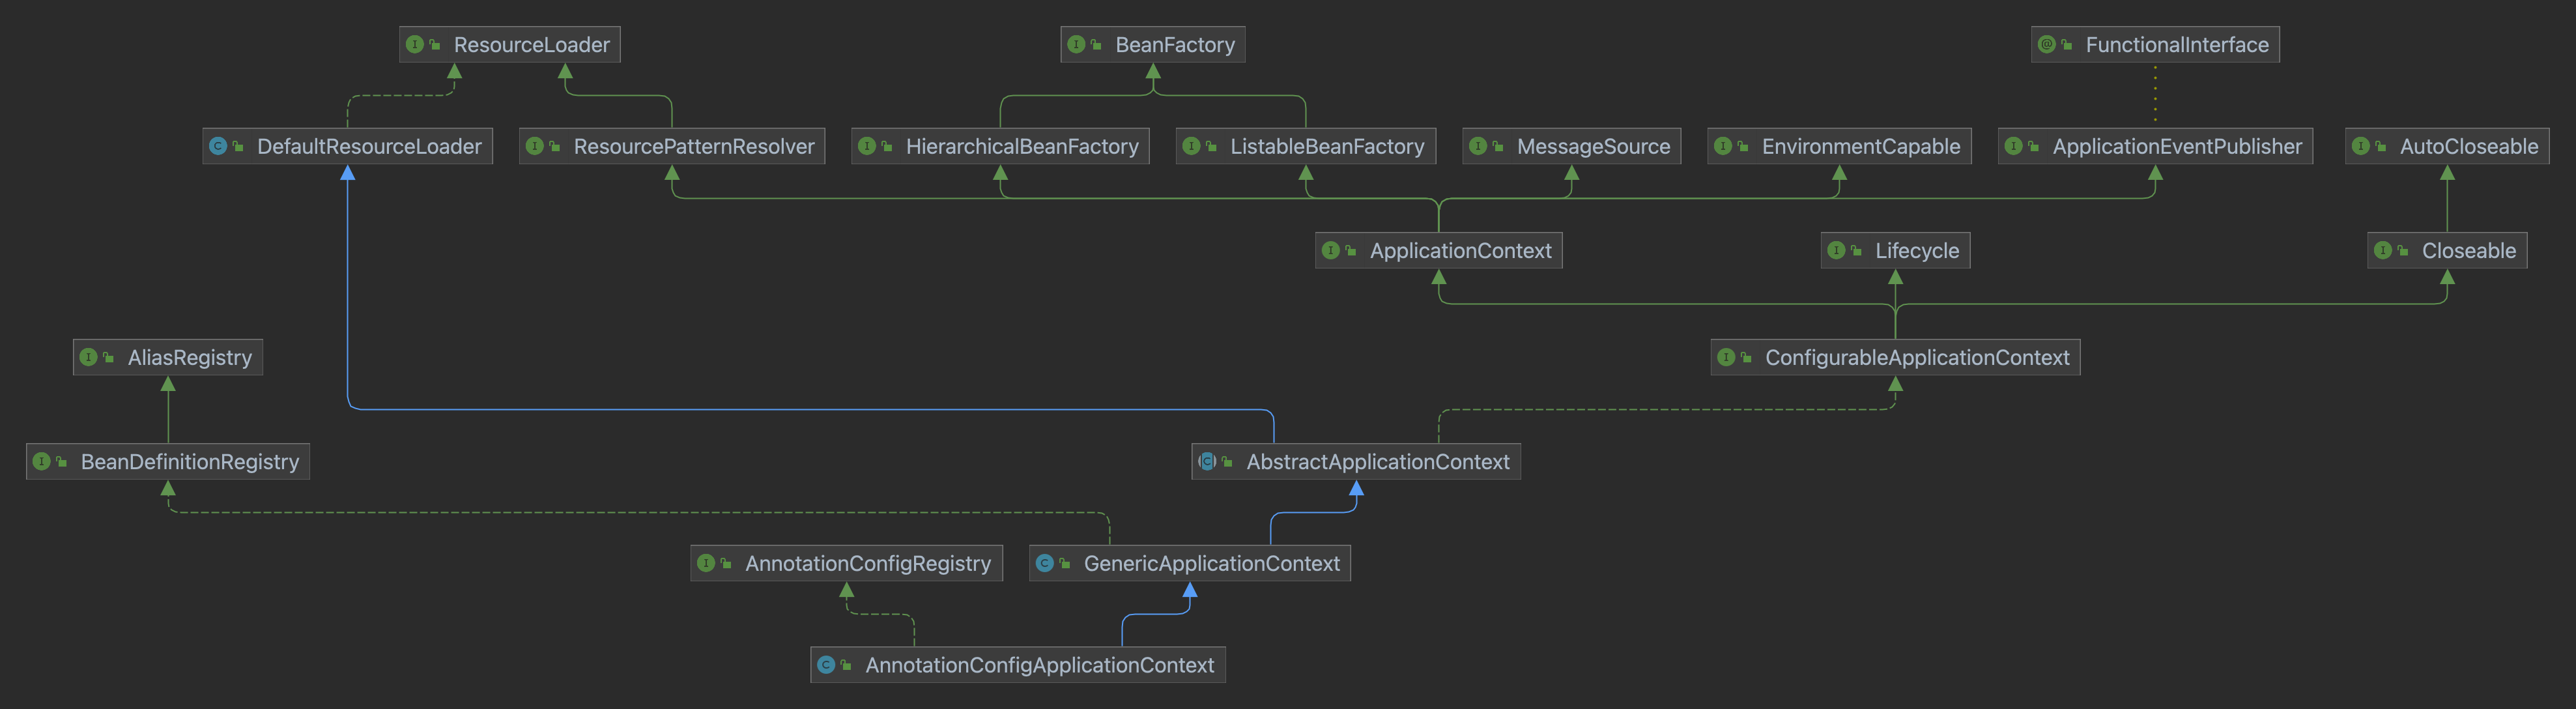 ResourceLoader
BeanFactory
FunctionalInterface
DefaultResourceLoader
ResourcePatternResolver
HierarchicalBeanFactory
ListableBeanFactory
MessageSource
EnvironmentCapable
ApplicationEventPublisher
AutoCloseable
ApplicationContext
Lifecycle
Closeable
AliasRegistry
ConfigurableApplicationContext
BeanDefinitionRegistry
AbstractApplicationContext
AnnotationConfigRegistry
GenericApplicationContext
AnnotationConfigApplicationContext